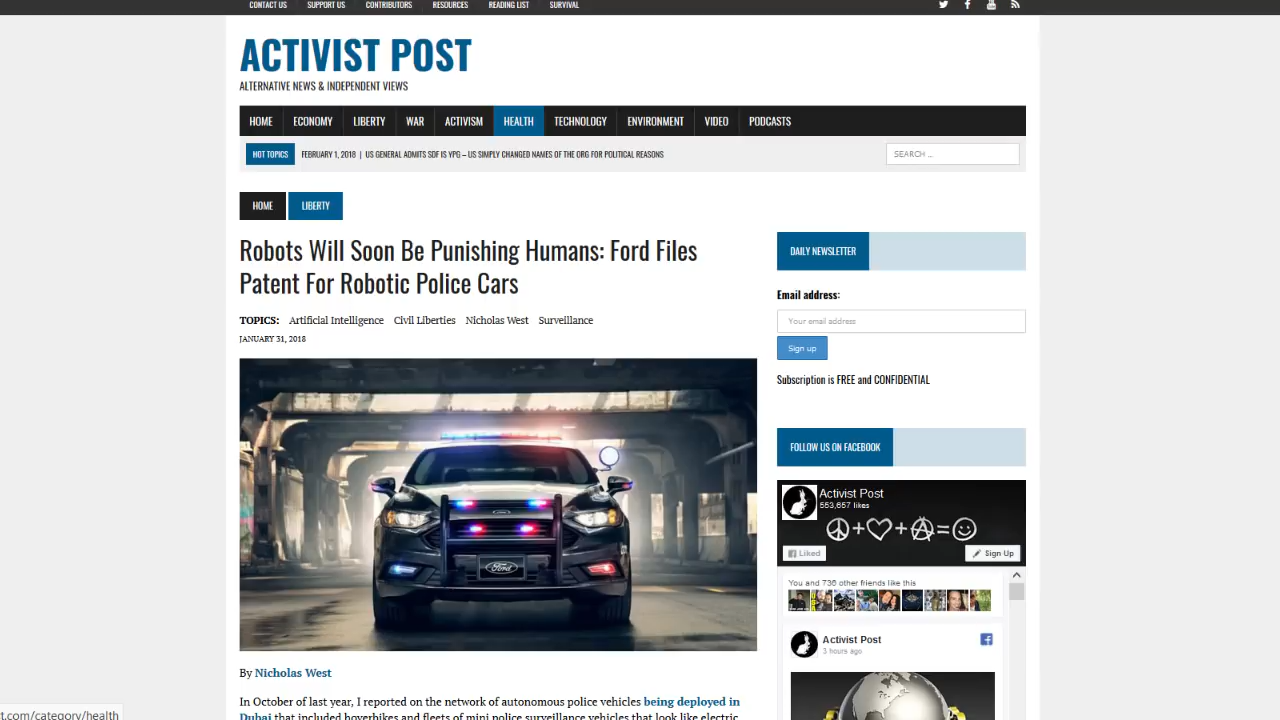 CONTACT US SUPPORT US CONTRIBUTORS RESOURCES READING LIST SURVIVAL
ACTIVIST POST
ALTERNATIVE NEWS & INDEPENDENT VIEWS
HOME ECONOMY LIBERTY WAR ACTIVISM HEALTH TECHNOLOGY ENVIRONMENT VIDEO PODCASTS
HOT TOPICS FEBRUARY 1, 2018 | US GENERAL ADMITS SDF IS YPG – US SIMPLY CHANGED NAMES OF THE ORG FOR POLITICAL REASONS SEARCH ...
HOME LIBERTY
Robots Will Soon Be Punishing Humans: Ford Files
Patent For Robotic Police Cars
TOPICS: Artificial Intelligence Civil Liberties Nicholas West Surveillance
JANUARY 31, 2018
Ford
By Nicholas West
In October of last year, I reported on the network of autonomous police vehicles being deployed in
Dubai that included hoverbikes and fleets of mini police surveillance vehicles that look like electric
DAILY NEWSLETTER
Email address:
Your email address
Sign up
Subscription is FREE and CONFIDENTIAL
FOLLOW US ON FACEBOOK
Activist Post
553,657 likes
Liked Sign Up
You and 736 other friends like this
Activist Post
3 hours ago
st.com/category/health